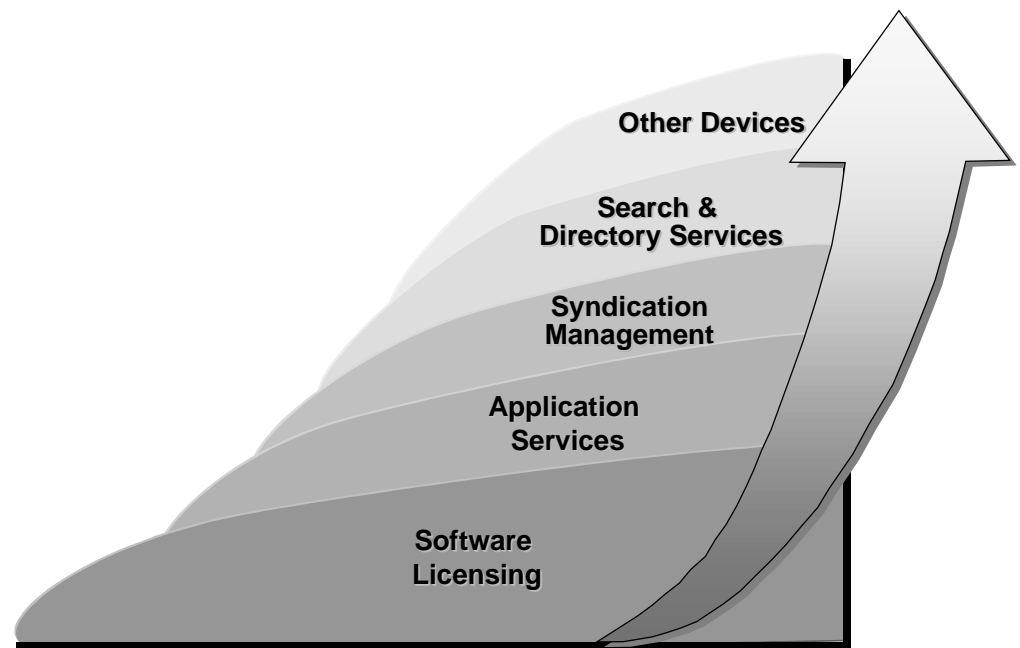 Other Devices
Search &
Directory Services
Syndication
Management
Application
Services
Software
Licensing